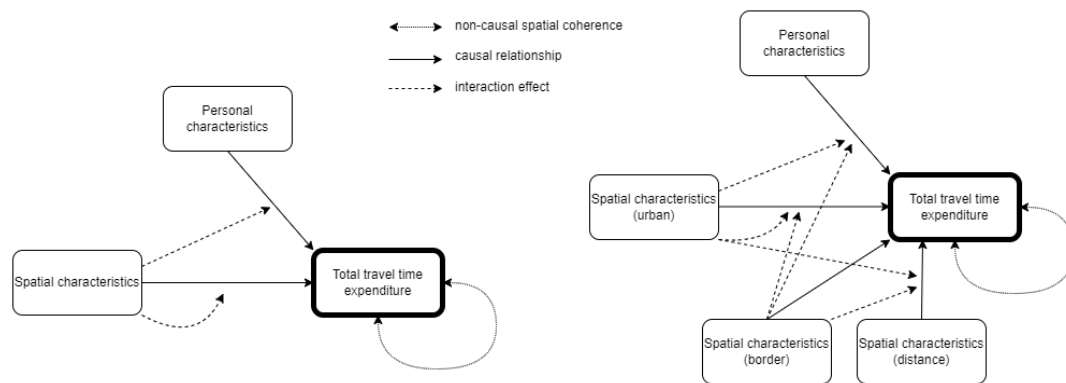 non-causal spatial coherence
causal relationship
interaction effect
Personal
characteristics
Spatial characteristics
Total travel time
expenditure
Personal
characteristics
Spatial characteristics
(urban)
Total travel time
expenditure
Spatial characteristics
(border)
Spatial characteristics
(distance)